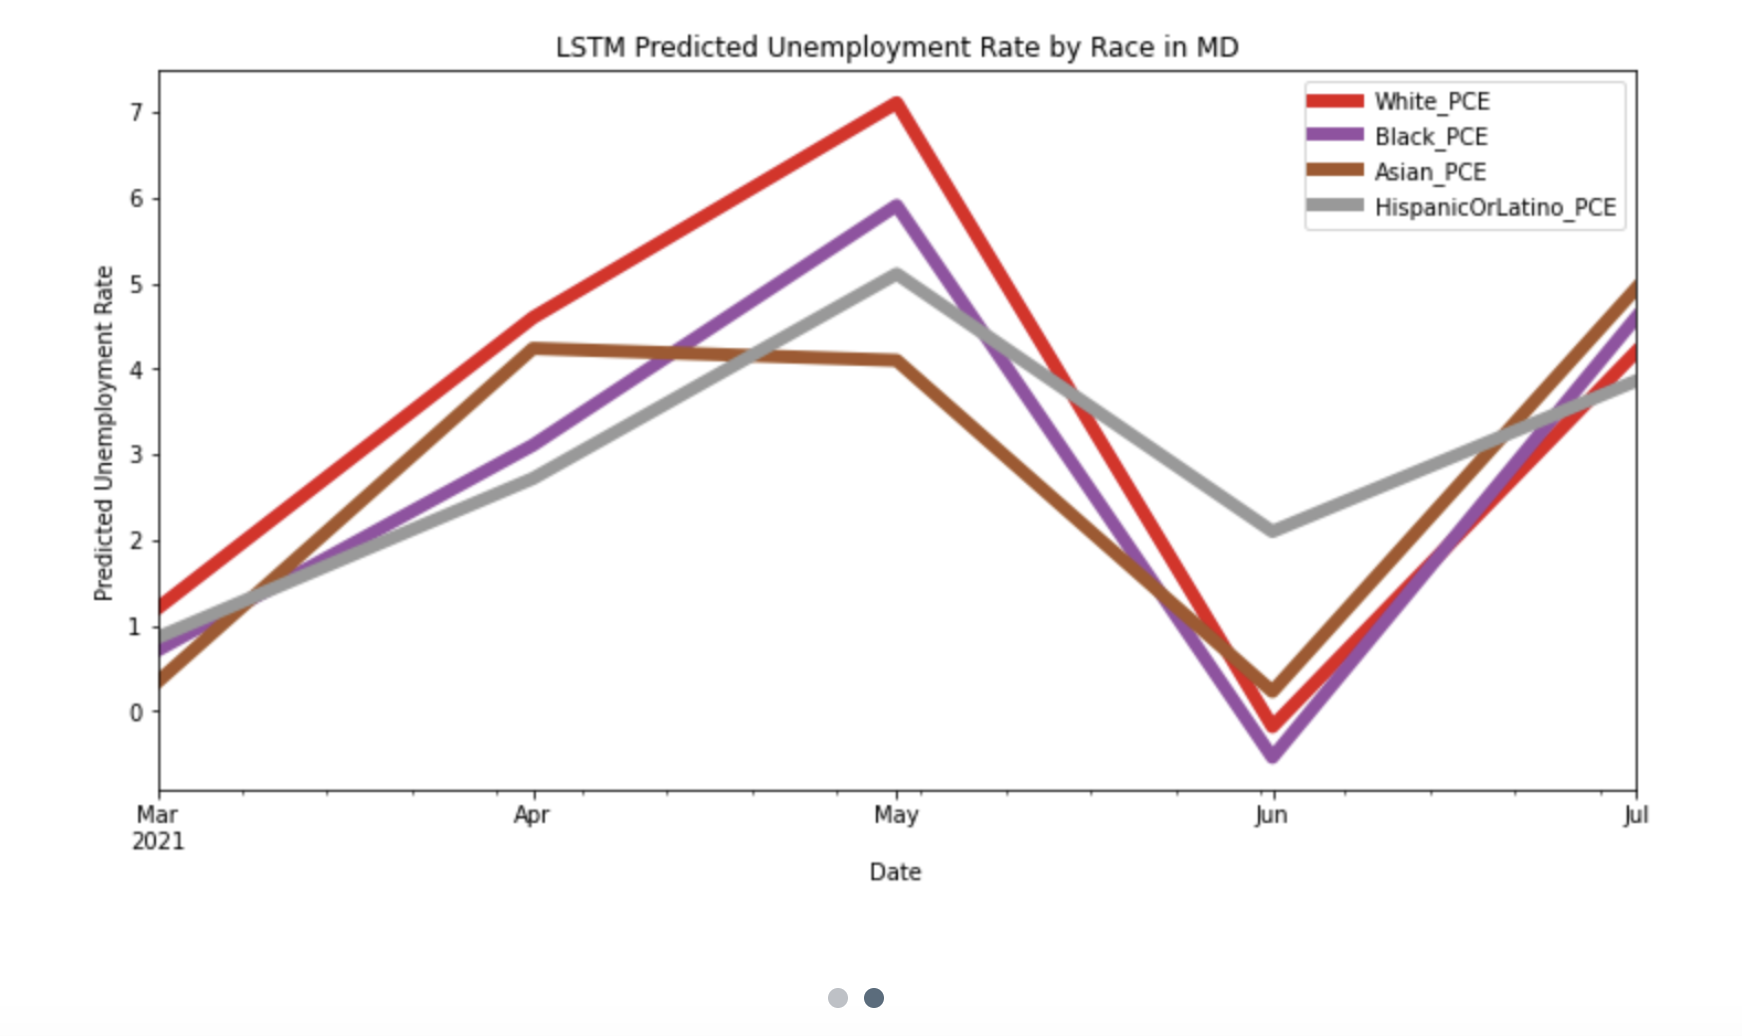 LSTM Predicted Unemployment Rate by Race in MD
White_PCE
Black_PCE
Asian_PCE
HispanicOrLatino_PCE
Predicted Unemployment Rate
7
6
5
4
3
2
1
0
Mar
2021
Apr
May
Jun
Jul
Date